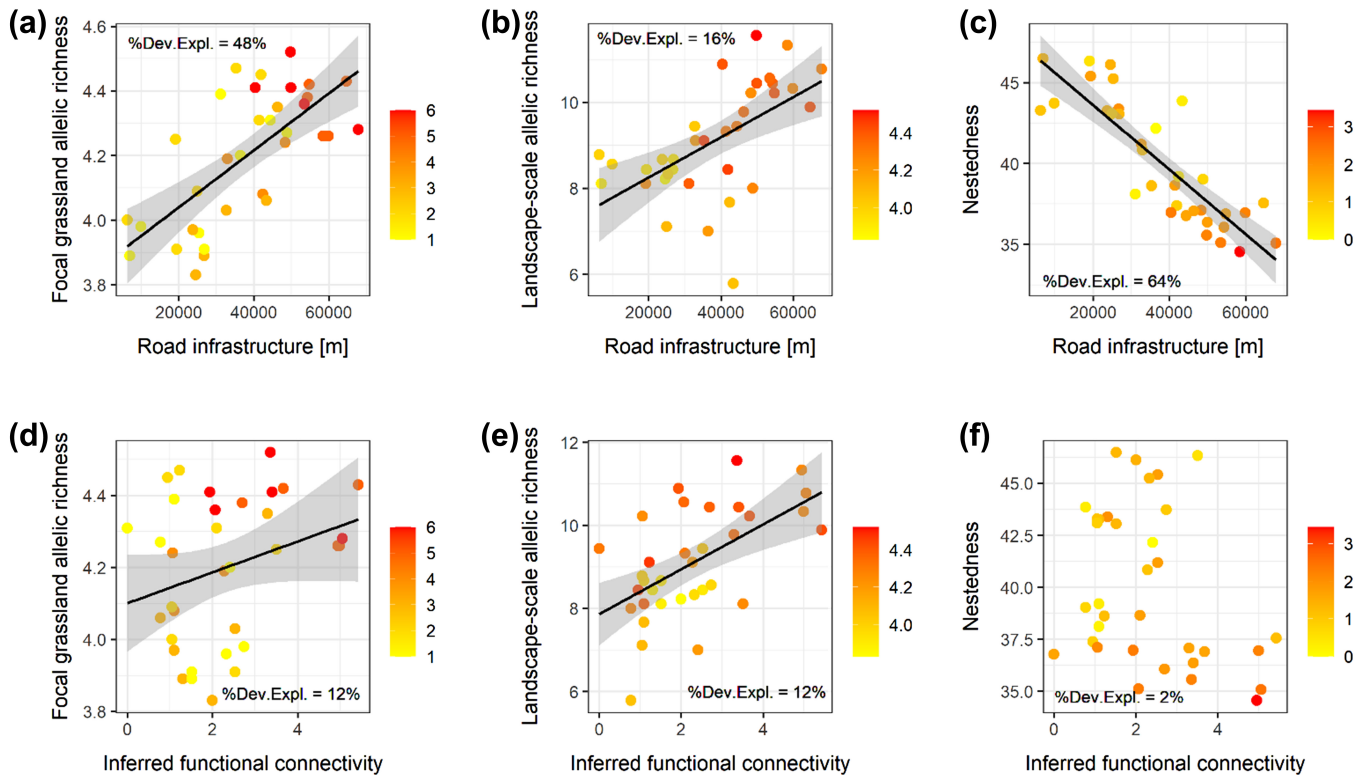 (a)
Focal grassland allelic richness
4.6
4.4
4.2
4.0
3.8
%Dev.Expl. = 48%
20000 40000 60000
Road infrastructure [m]
6
5
4
3
2
1
(b)
Landscape-scale allelic richness
10
8
6
%Dev.Expl. = 16%
20000 40000 60000
Road infrastructure [m]
4.4
4.0
(c)
Nestedness
45
40
35
%Dev.Expl. = 64%
20000 40000 60000
Road infrastructure [m]
3
2
1
0
(d)
Focal grassland allelic richness
4.4
4.2
4.0
3.8
%Dev.Expl. = 12%
0 2 4
Inferred functional connectivity
6
5
4
3
2
1
(e)
Landscape-scale allelic richness
12
10
8
6
%Dev.Expl. = 12%
0 2 4
Inferred functional connectivity
4.4
4.0
(f)
Nestedness
45.0
42.5
40.0
37.5
35.0
%Dev.Expl. = 2%
0 2 4
Inferred functional connectivity
3
2
1
0